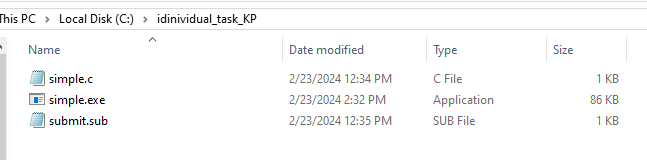 This PC > Local Disk (C:) > idinividual_task_KP
Name Date modified Type Size
simple.c 2/23/2024 12:34 PM C File 1 KB
simple.exe 2/23/2024 2:32 PM Application 86 KB
submit.sub 2/23/2024 12:35 PM SUB File 1 KB